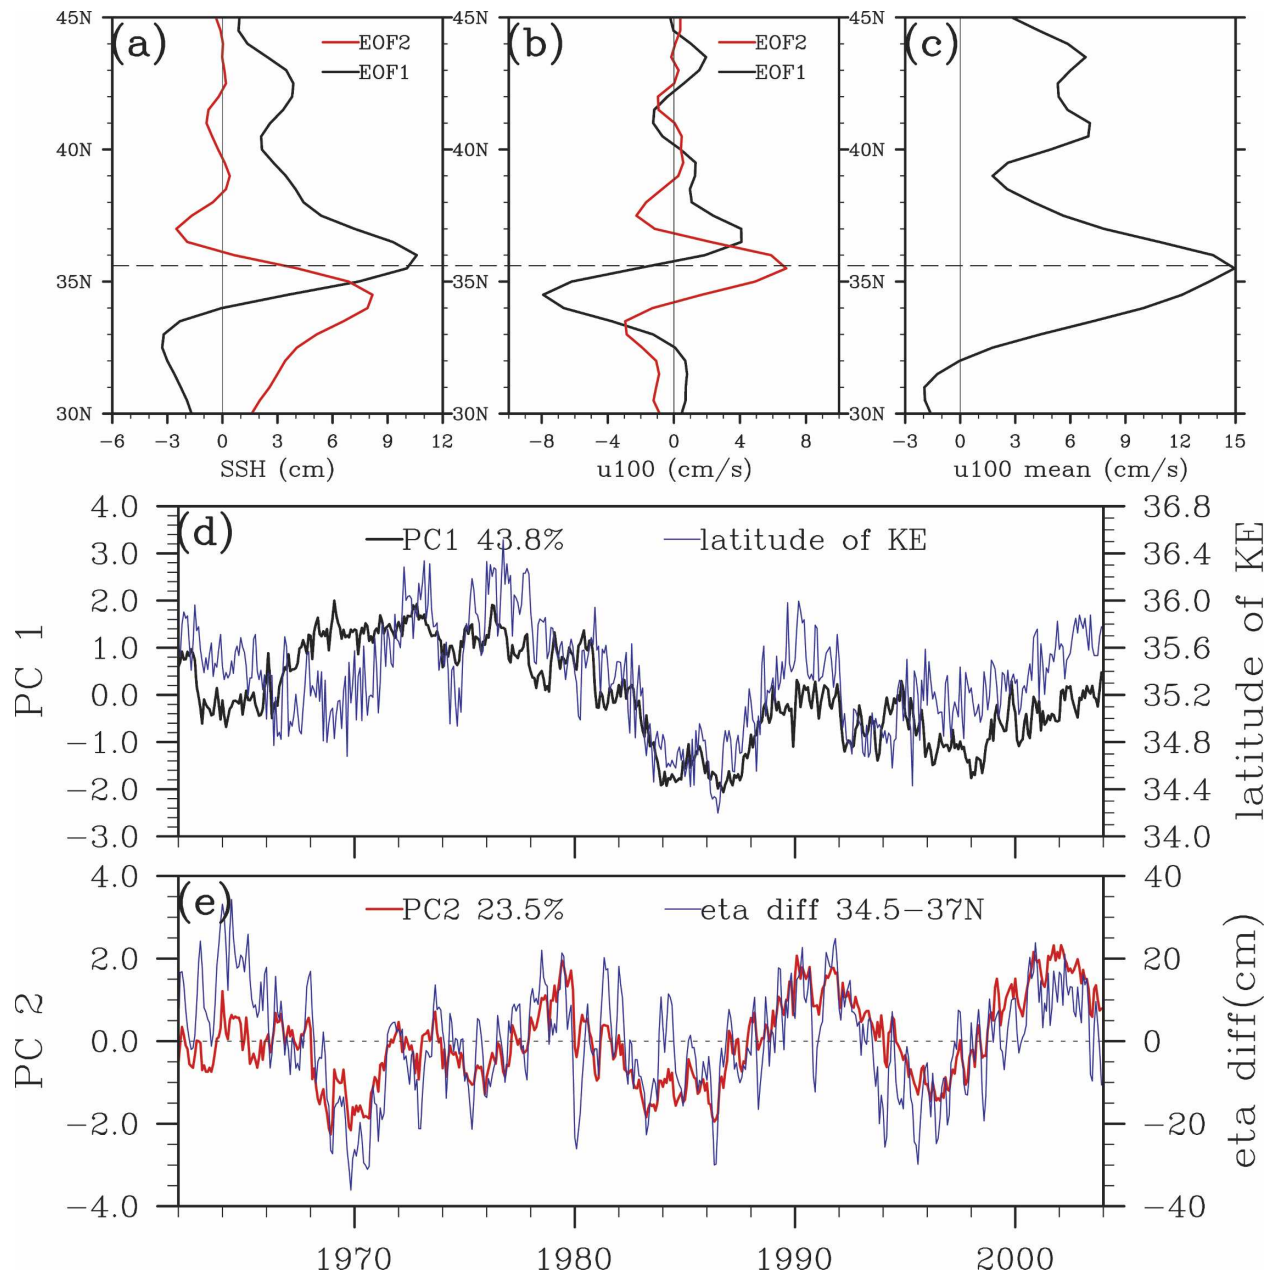 45N 45N 45N
(a) (b) (c)
EOF2 EOF2
EOF1 EOF1
40N 40N 40N
35N 35N 35N
30N 30N 30N
−6 −3 0 3 6 9 12 −8 −4 0 4 8 −3 0 3 6 9 12 15
SSH (cm) u100 (cm/s) u100 mean (cm/s)
4.0 36.8
(d) PC1 43.8% latitude of KE
3.0 36.4
2.0 36.0
1.0 35.6
0.0 35.2
−1.0 34.8
−2.0 34.4
−3.0 34.0
PC 1
latitude of KE
4.0 40
(e) PC2 23.5% eta diff 34.5−37N
2.0 20
0.0 0
−2.0 −20
−4.0 −40
PC 2
eta diff(cm)
1970 1980 1990 2000